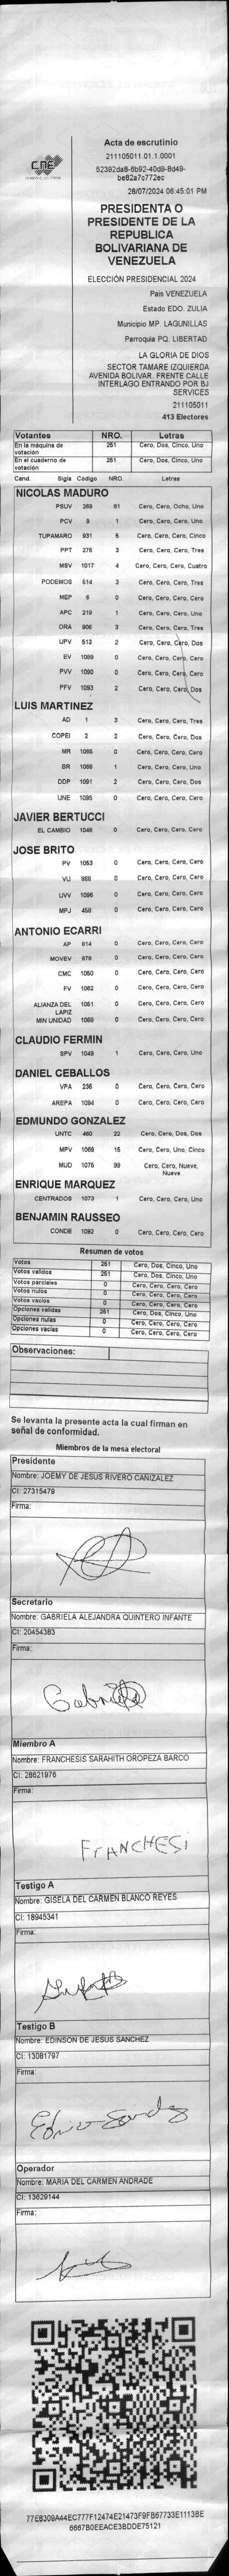 CNE
Acta de escrutinio
211105011.01.1.0001
52392da8-6b92-40d9-8d49-
be82a7c772ec
28/07/2024 06:45:01 PM
PRESIDENTA O
PRESIDENTE DE LA
REPUBLICA
BOLIVARIANA DE
VENEZUELA
ELECCIÓN PRESIDENCIAL 2024
Pais VENEZUELA
Estado EDO. ZULIA
Municipio MP. LAGUNILLAS
Parroquia PQ. LIBERTAD
LA GLORIA DE DIOS
SECTOR TAMARE IZQUIERDA
AVENIDA BOLIVAR. FRENTE CALLE
INTERLAGO ENTRANDO POR BJ
SERVICES
211105011
413 Electores
Votantes NRO. Letras
En la máquina de votación 251 Cero, Dos, Cinco, Uno
En el cuaderno de votación 251 Cero, Dos, Cinco, Uno
Cand. Sigla Código NRO. Letras
NICOLAS MADURO
PSUV 269 81 Cero, Cero, Ocho, Uno
PCV 9 1 Cero, Cero, Cero, Uno
TUPAMARO 931 5 Cero, Cero, Cero, Cinco
PPT 276 3 Cero, Cero, Cero, Tres
MSV 1017 4 Cero, Cero, Cero, Cuatro
PODEMOS 514 3 Cero, Cero, Cero, Tres
MEP 6 0 Cero, Cero, Cero, Cero
APC 219 1 Cero, Cero, Cero, Uno
ORA 906 3 Cero, Cero, Cero, Tres
UPV 513 2 Cero, Cero, Cero, Dos
EV 1089 0 Cero, Cero, Cero, Cero
PVV 1090 0 Cero, Cero, Cero, Cero
PFV 1093 2 Cero, Cero, Cero, Dos
LUIS MARTINEZ
AD 1 3 Cero, Cero, Cero, Tres
COPEI 2 2 Cero, Cero, Cero, Dos
MR 0 Cero, Cero, Cero, Cero
BR 1 Cero, Cero, Cero, Uno
DDP 1091 2 Cero, Cero, Cero, Dos
UNE 1095 0 Cero, Cero, Cero, Cero
JAVIER BERTUCCI
EL CAMBIO 1048 0 Cero, Cero, Cero, Cero
JOSE BRITO
PV 1053 0 Cero, Cero, Cero, Cero
VU 868 0 Cero, Cero, Cero, Cero
UVV 1096 0 Cero, Cero, Cero, Cero
MPJ 458 0 Cero, Cero, Cero, Cero
ANTONIO ECARRI
AP 814 0 Cero, Cero, Cero, Cero
MOVEV 878 0 Cero, Cero, Cero, Cero
CMC 1050 0 Cero, Cero, Cero, Cero
FV 1062 0 Cero, Cero, Cero, Cero
ALIANZA DEL LAPIZ 1051 0 Cero, Cero, Cero, Cero
MIN UNIDAD 1069 0 Cero, Cero, Cero, Cero
CLAUDIO FERMIN
SPV 1049 1 Cero, Cero, Cero, Uno
DANIEL CEBALLOS
VPA 236 0 Cero, Cero, Cero, Cero
AREPA 1094 0 Cero, Cero, Cero, Cero
EDMUNDO GONZALEZ
UNTC 460 22 Cero, Cero, Dos, Dos
MPV 15 Cero, Cero, Uno, Cinco
MUD 1075 99 Cero, Cero, Nueve, Nueve
ENRIQUE MARQUEZ
CENTRADOS 1073 1 Cero, Cero, Cero, Uno
BENJAMIN RAUSSEO
CONDE 1092 0 Cero, Cero, Cero, Cero
Resumen de votos
Votos 251 Cero, Dos, Cinco, Uno
Votos validos 251 Cero, Dos, Cinco, Uno
Votos parciales 0 Cero, Cero, Cero, Cero
Votos nulos 0 Cero, Cero, Cero, Cero
Votos vacios 0 Cero, Cero, Cero, Cero
Opciones validas 251 Cero, Dos, Cinco, Uno
Opciones nulas 0 Cero, Cero, Cero, Cero
Opciones vacias 0 Cero, Cero, Cero, Cero
Observaciones:
Se levanta la presente acta la cual firman en
señal de conformidad.
Miembros de la mesa electoral
Presidente
Nombre: JOEMY DE JESUS RIVERO CAÑIZALEZ
CI: 27315479
Firma:
Secretario
Nombre: GABRIELA ALEJANDRA QUINTERO INFANTE
CI: 20454383
Firma:
Gabriela
Miembro A
Nombre: FRANCHESIS SARAHITH OROPEZA BARCO
CI: 28621976
Firma:
FrANCHESi
Testigo A
Nombre: GISELA DEL CARMEN BLANCO REYES
CI: 18945341
Firma:
Testigo B
Nombre: EDINSON DE JESUS SANCHEZ
CI: 13081797
Firma:
Operador
Nombre: MARIA DEL CARMEN ANDRADE
CI: 13629144
Firma:
77EB309A44EC777F12474E21473F9FB67733E1113BE
6667B0EEACE3BDDE75121